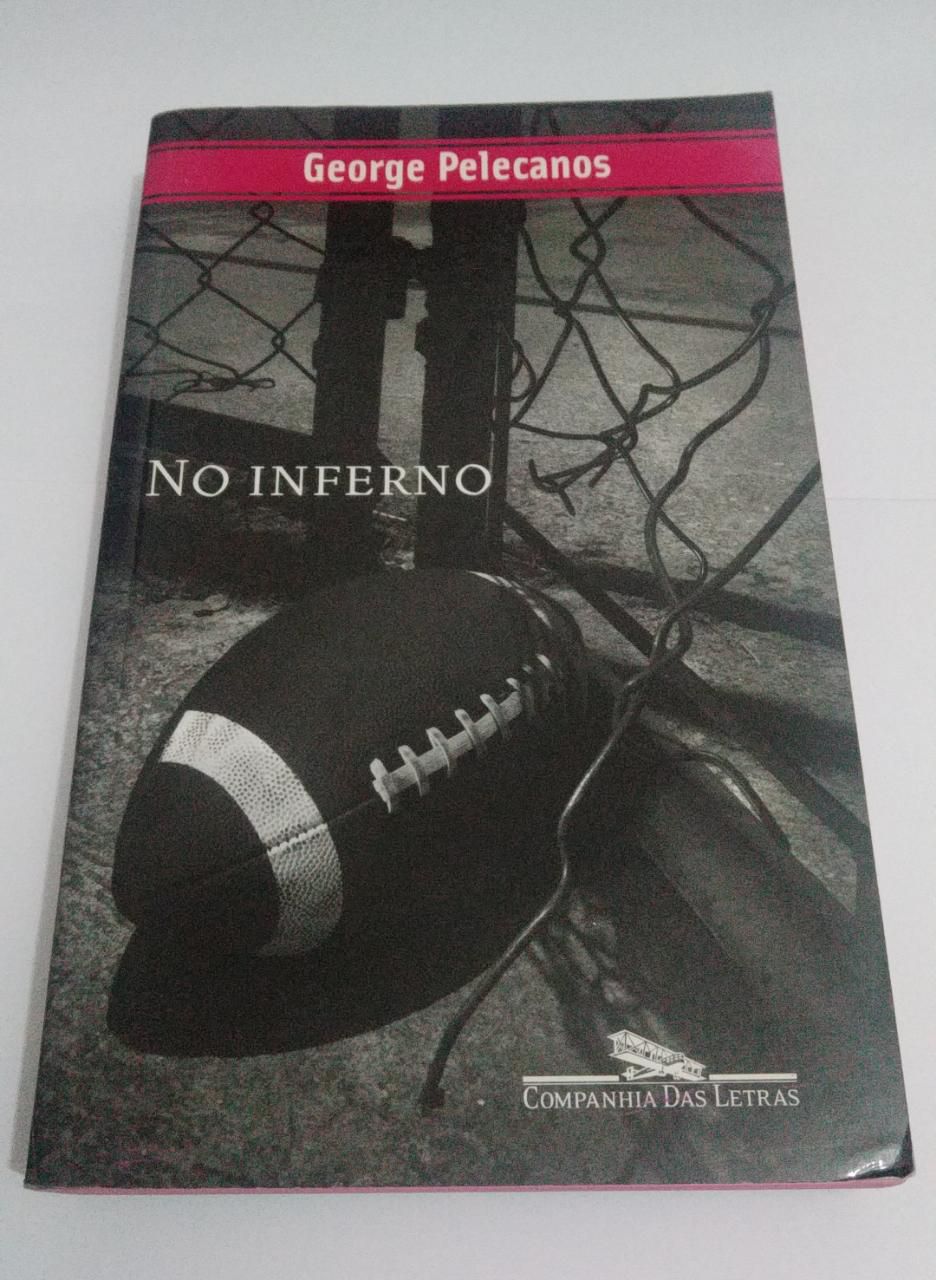 George Pelecanos
NO INFERNO
COMPANHIA DAS LETRAS